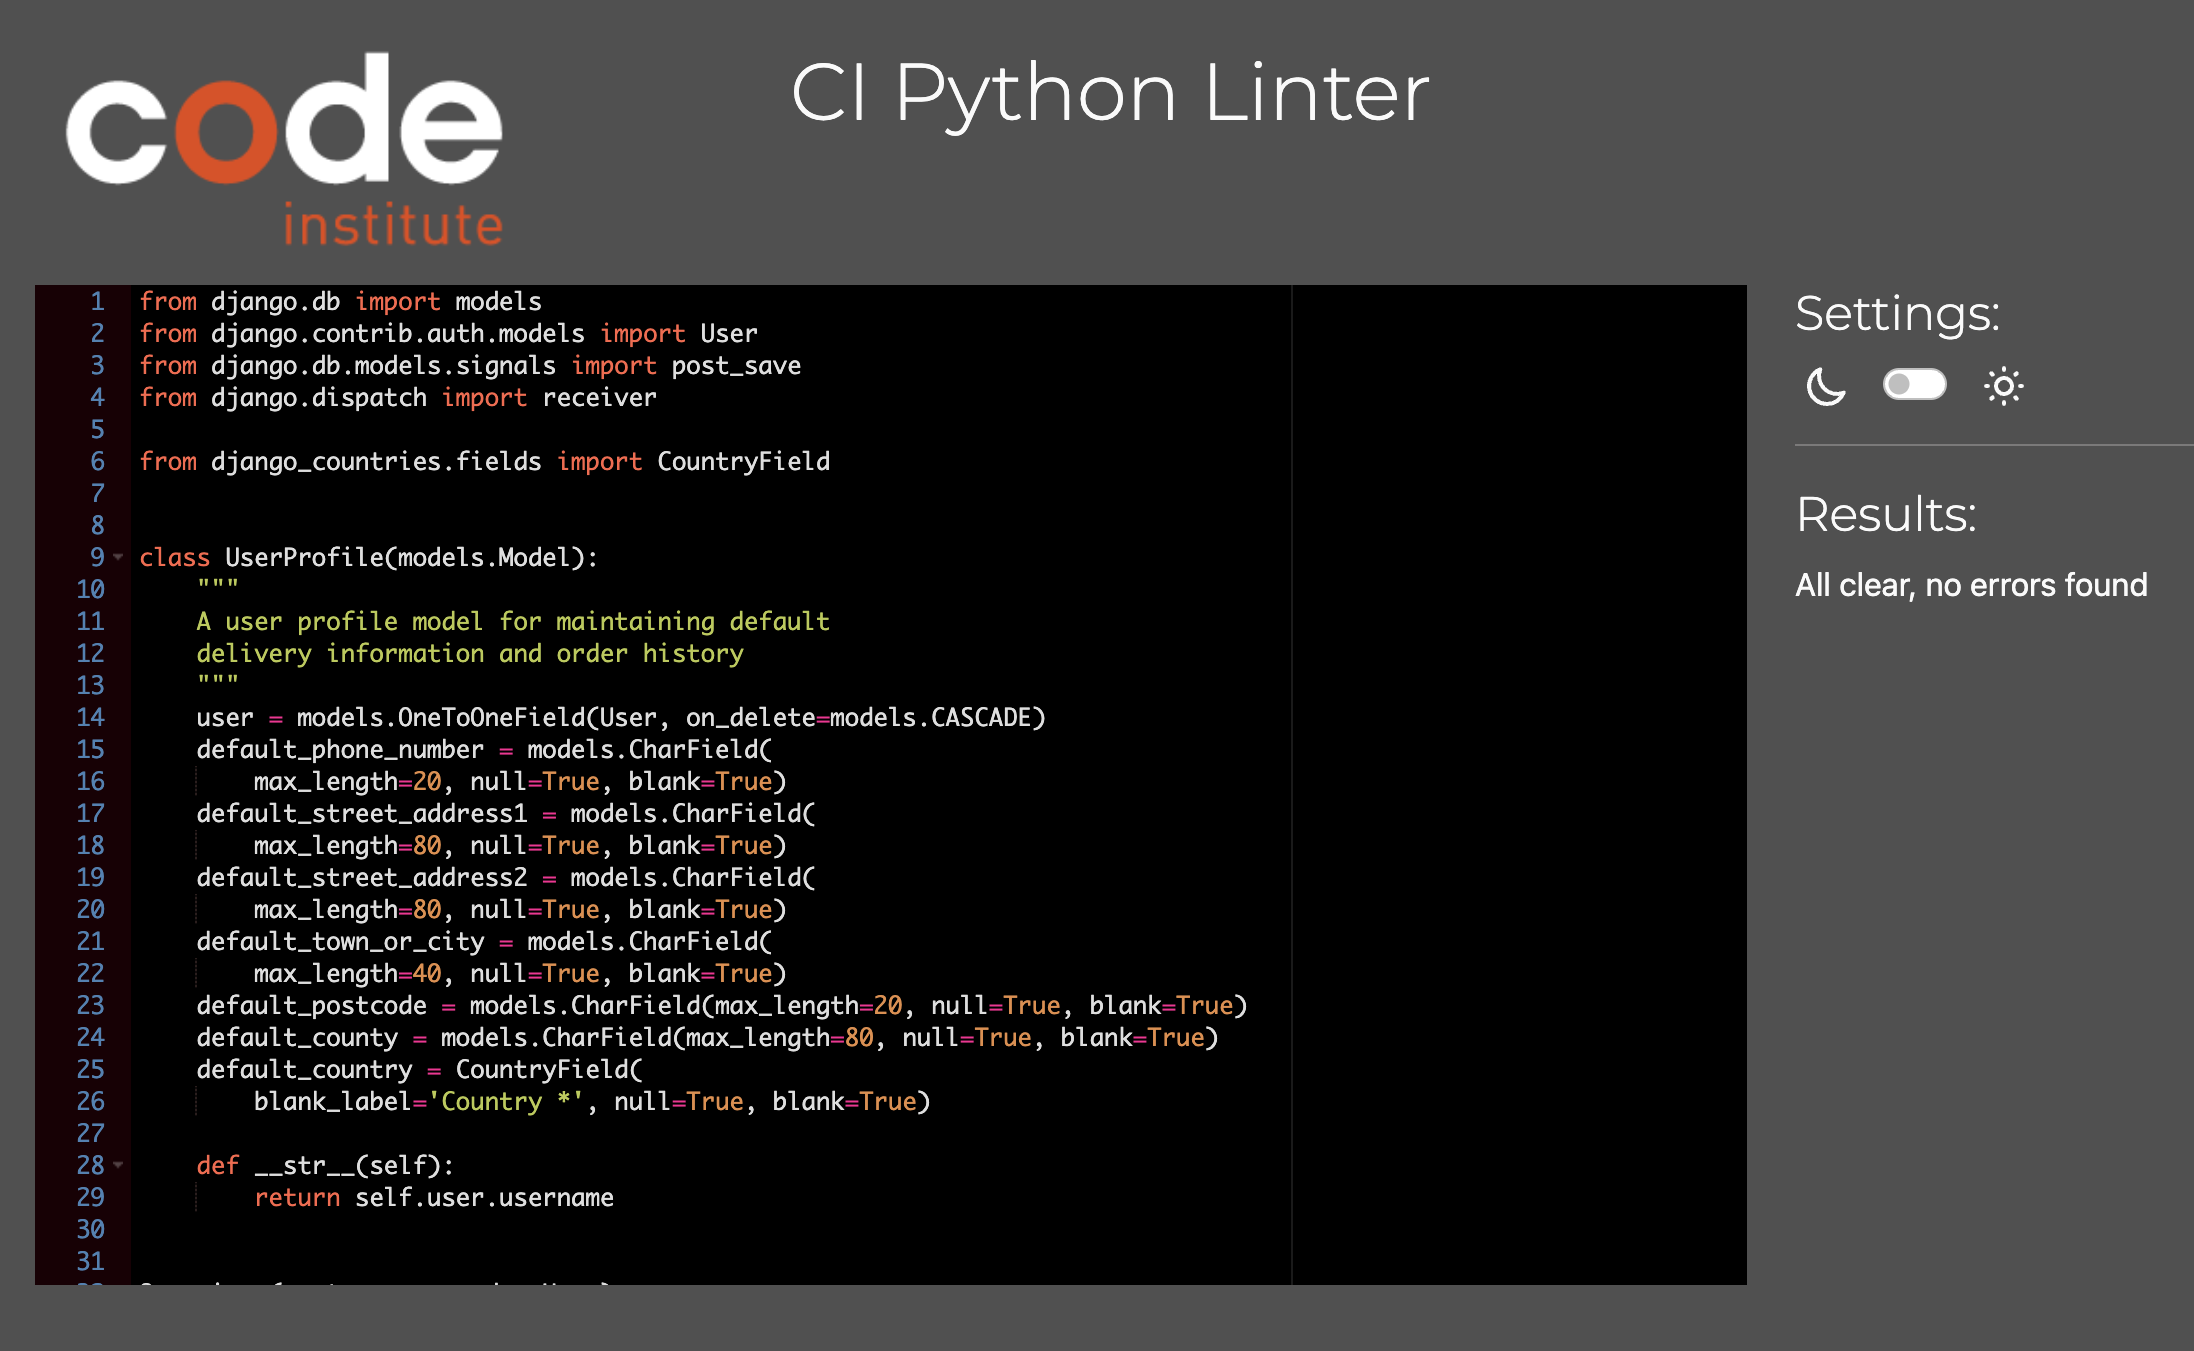 code
institute
CI Python Linter
1 from django.db import models
2 from django.contrib.auth.models import User
3 from django.db.models.signals import post_save
4 from django.dispatch import receiver
5
6 from django_countries.fields import CountryField
7
8
9 class UserProfile(models.Model):
10     """
11     A user profile model for maintaining default
12     delivery information and order history
13     """
14     user = models.OneToOneField(User, on_delete=models.CASCADE)
15     default_phone_number = models.CharField(
16         max_length=20, null=True, blank=True)
17     default_street_address1 = models.CharField(
18         max_length=80, null=True, blank=True)
19     default_street_address2 = models.CharField(
20         max_length=80, null=True, blank=True)
21     default_town_or_city = models.CharField(
22         max_length=40, null=True, blank=True)
23     default_postcode = models.CharField(max_length=20, null=True, blank=True)
24     default_county = models.CharField(max_length=80, null=True, blank=True)
25     default_country = CountryField(
26         blank_label='Country *', null=True, blank=True)
27
28     def __str__(self):
29         return self.user.username
30
31
Settings:
Results:
All clear, no errors found